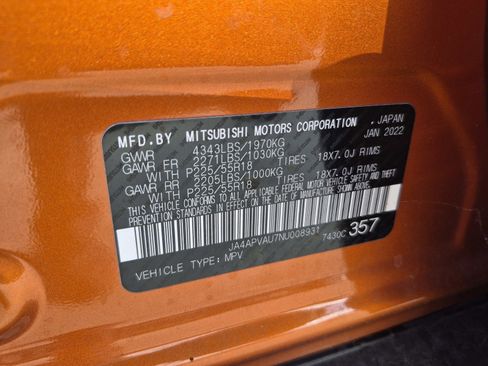 MFD.BY MITSUBISHI MOTORS CORPORATION . JAPAN
JAN 2022
GVWR 4343LBS/1970KG
GAWR FR 2271LBS/1030KG
WITH P225/55R18 TIRES 18X7.0J RIMS
GAWR RR 2205LBS/1000KG
WITH P225/55R18 TIRES 18X7.0J RIMS
THIS VEHICLE CONFORMS TO ALL APPLICABLE FEDERAL MOTOR VEHICLE SAFETY AND THEFT
PREVENTION STANDARDS IN EFFECT ON THE DATE OF MANUFACTURE SHOWN ABOVE.
JA4APVAU7NU008931 7430C 357
VEHICLE TYPE: MPV